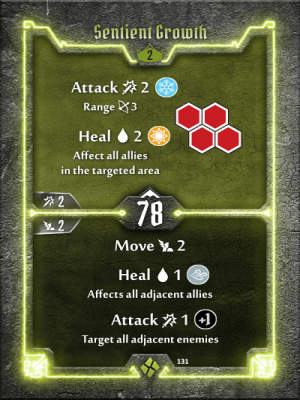 Sentient Growth
2
Attack 2
Range 3
Heal 2
Affect all allies
in the targeted area
2
78
2
Move 2
Heal 1
Affects all adjacent allies
Attack 1 +1
Target all adjacent enemies
131